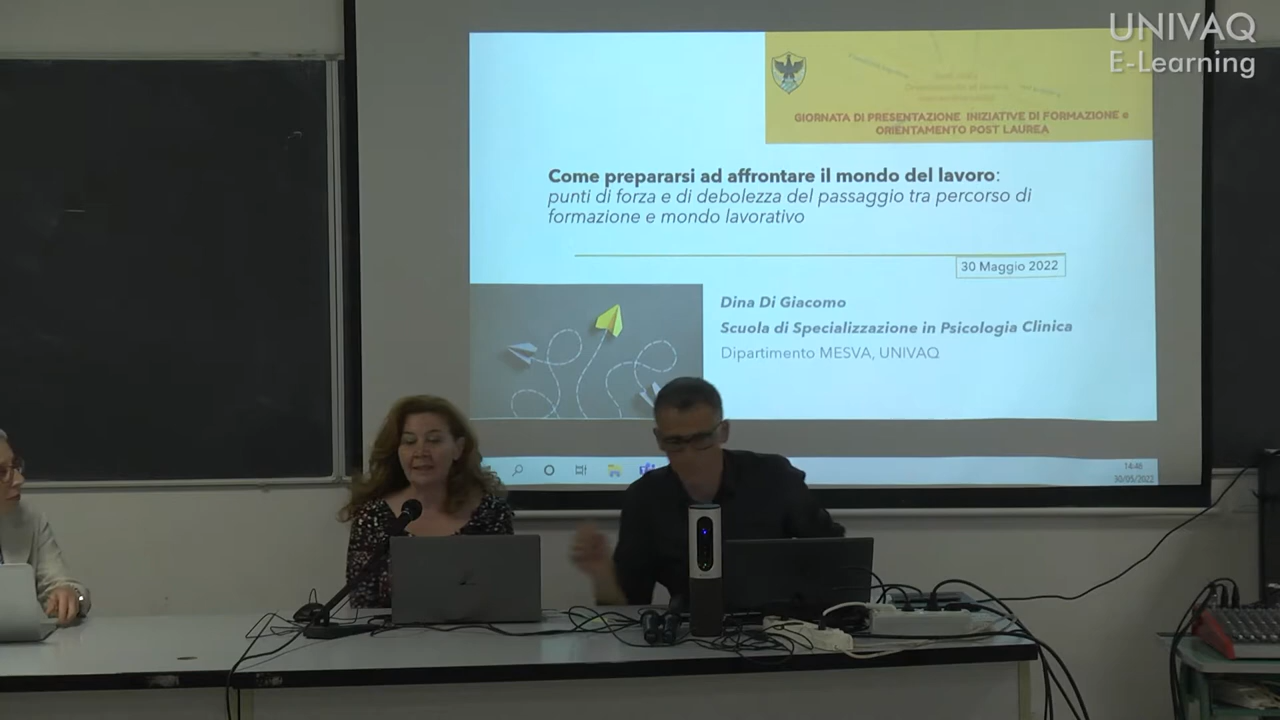 UNIVAQ
E-Learning
GIORNATA DI PRESENTAZIONE INIZIATIVE DI FORMAZIONE e
ORIENTAMENTO POST LAUREA
Come prepararsi ad affrontare il mondo del lavoro:
punti di forza e di debolezza del passaggio tra percorso di
formazione e mondo lavorativo
30 Maggio 2022
Dina Di Giacomo
Scuola di Specializzazione in Psicologia Clinica
Dipartimento MESVA, UNIVAQ
14:46
30/05/2022